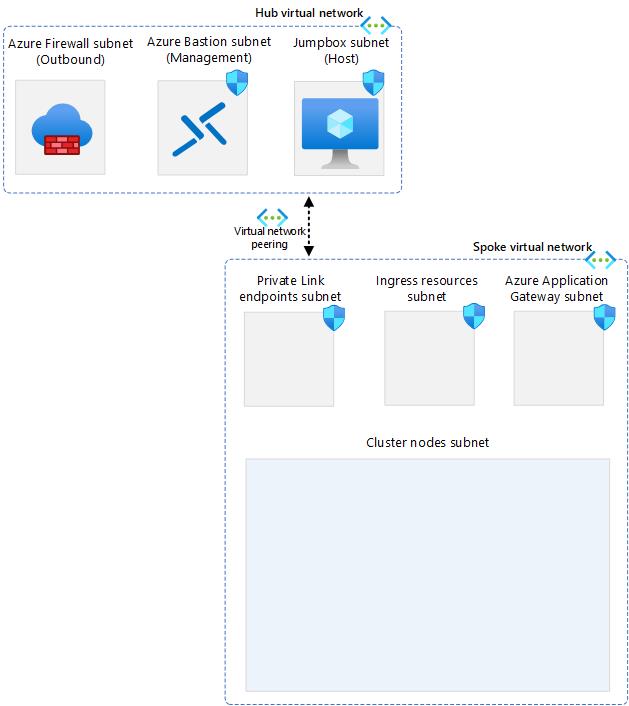 Hub virtual network
Azure Firewall subnet
(Outbound)
Azure Bastion subnet
(Management)
Jumpbox subnet
(Host)
Virtual network
peering
Spoke virtual network
Private Link
endpoints subnet
Ingress resources
subnet
Azure Application
Gateway subnet
Cluster nodes subnet